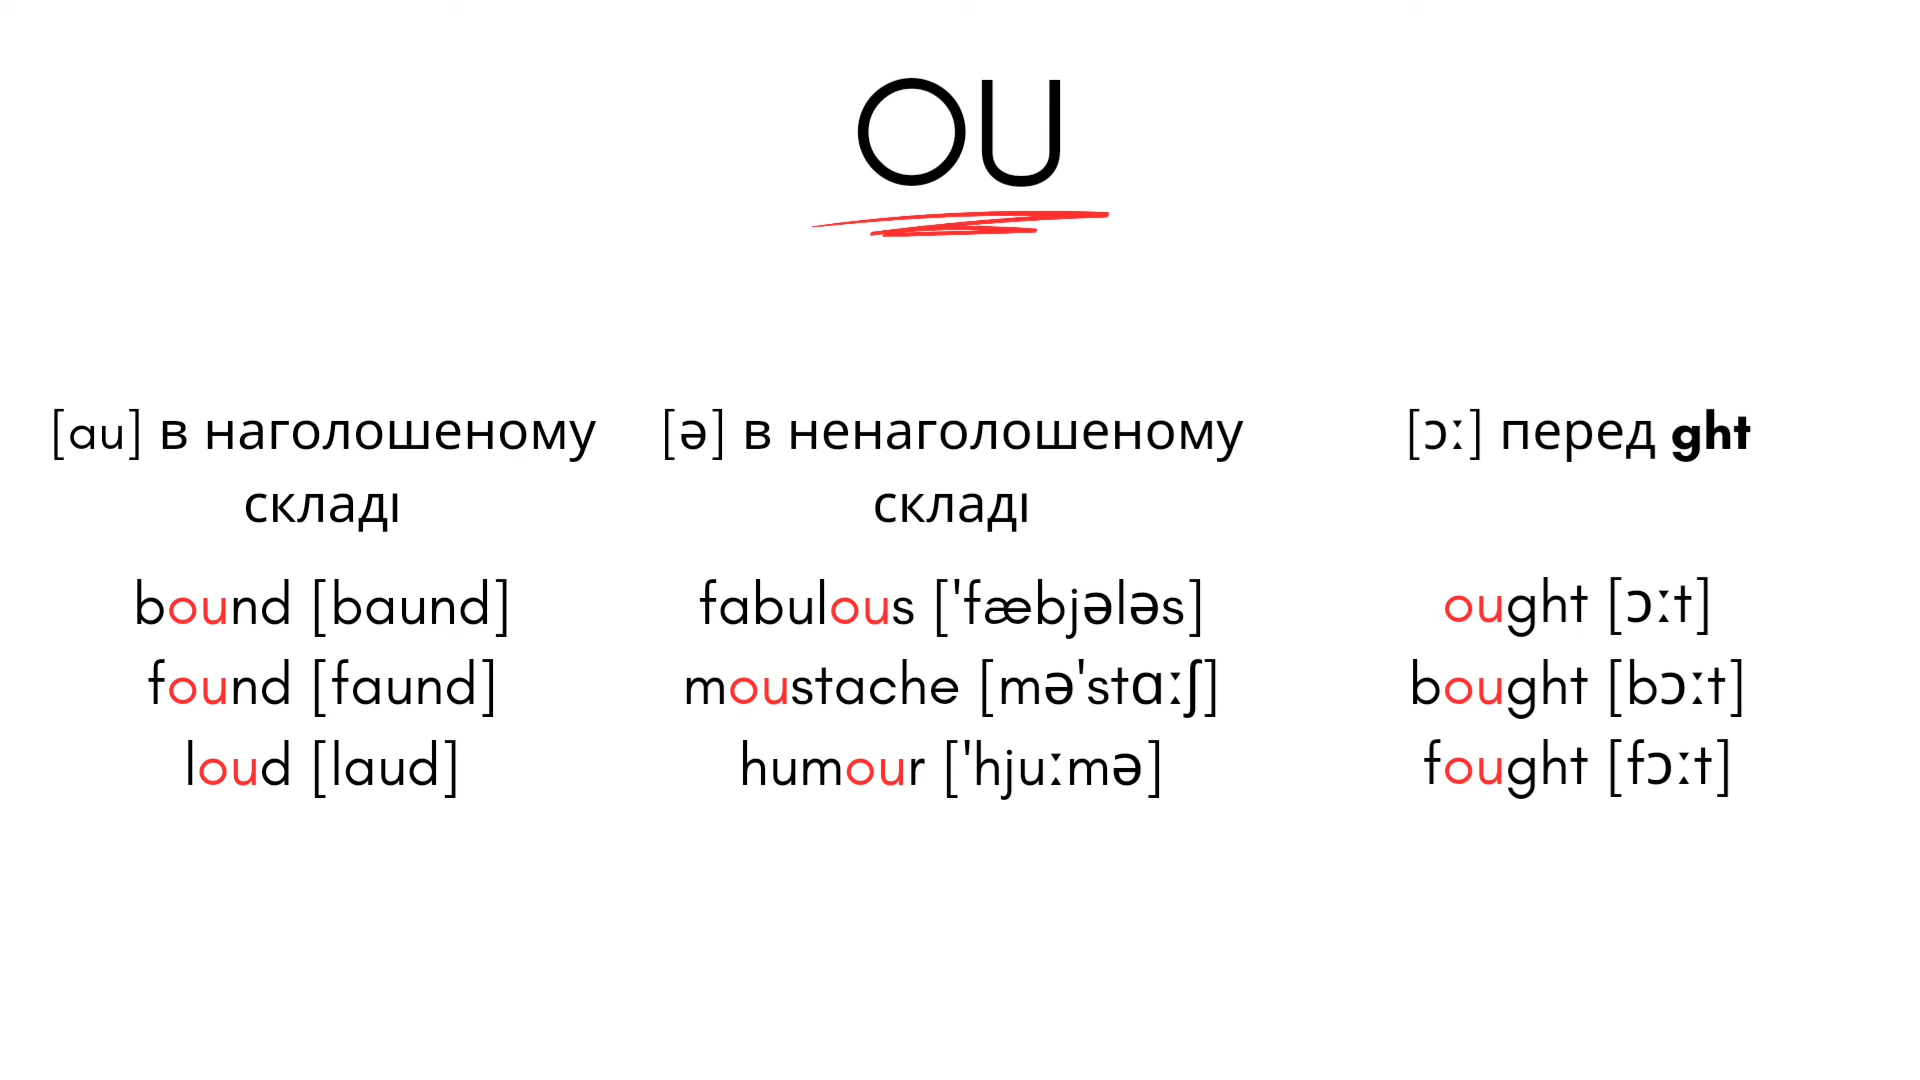 OU
[au] в наголошеному
складі
bound [baund]
found [faund]
loud [laud]
[ə] в ненаголошеному
складі
fabulous ['fæbjələs]
moustache [mə'stɑːʃ]
humour ['hjuːmə]
[ɔː] перед ght
ought [ɔːt]
bought [bɔːt]
fought [fɔːt]